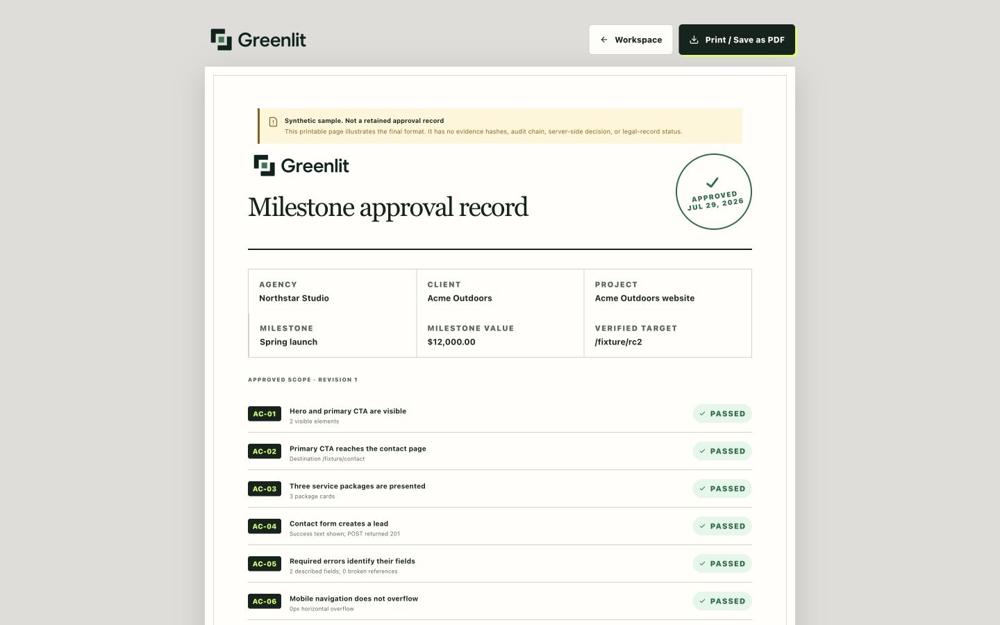 Greenlit
Workspace
Print / Save as PDF
Synthetic sample. Not a retained approval record
This printable page illustrates the final format. It has no evidence hashes, audit chain, server-side decision, or legal-record status.
Greenlit
Milestone approval record
APPROVED
JUL 29, 2026
AGENCY
Northstar Studio
CLIENT
Acme Outdoors
PROJECT
Acme Outdoors website
MILESTONE
Spring launch
MILESTONE VALUE
$12,000.00
VERIFIED TARGET
/fixture/rc2
APPROVED SCOPE · REVISION 1
AC-01
Hero and primary CTA are visible
2 visible elements
PASSED
AC-02
Primary CTA reaches the contact page
Destination /fixture/contact
PASSED
AC-03
Three service packages are presented
3 package cards
PASSED
AC-04
Contact form creates a lead
Success text shown; POST returned 201
PASSED
AC-05
Required errors identify their fields
2 described fields; 0 broken references
PASSED
AC-06
Mobile navigation does not overflow
0px horizontal overflow
PASSED